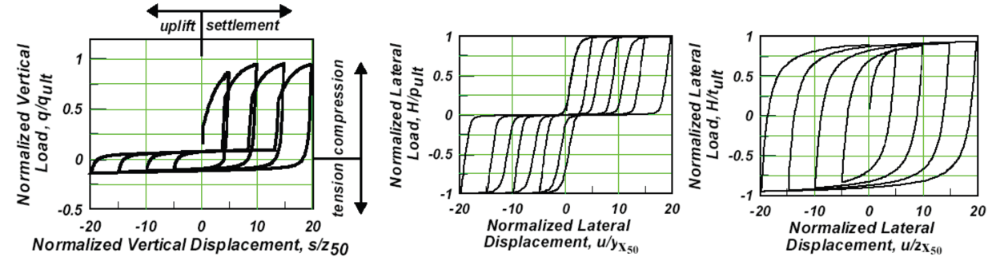 uplift settlement
Normalized Vertical
Load, q/qult
1
0.5
0
-0.5
-20 -10 0 10 20
Normalized Vertical Displacement, s/z50
tension compression
Normalized Lateral
Load, H/pult
1
0.5
0
-0.5
-1
-20 -10 0 10 20
Normalized Lateral
Displacement, u/yX50
Normalized Lateral
Load, H/tult
1
0.5
0
-0.5
-1
-20 -10 0 10 20
Normalized Lateral
Displacement, u/zX50